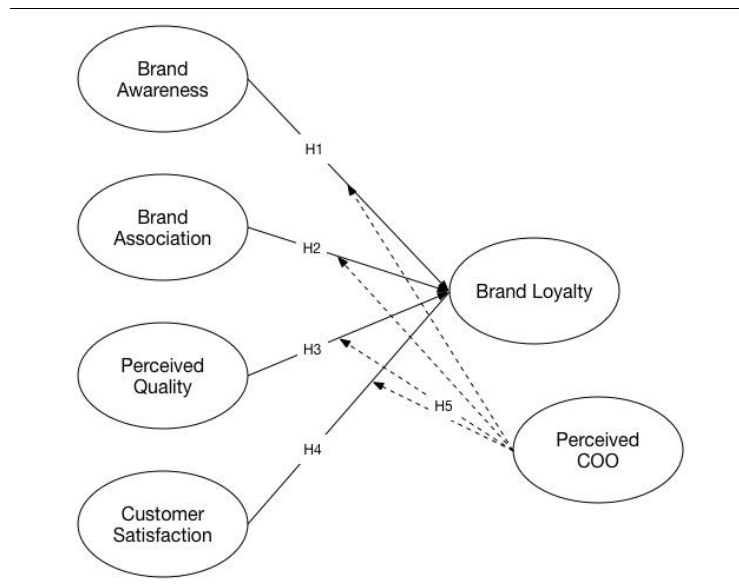 Brand
Awareness
H1
Brand
Association
H2
Brand Loyalty
H3
Perceived
Quality
H5
Perceived
COO
H4
Customer
Satisfaction